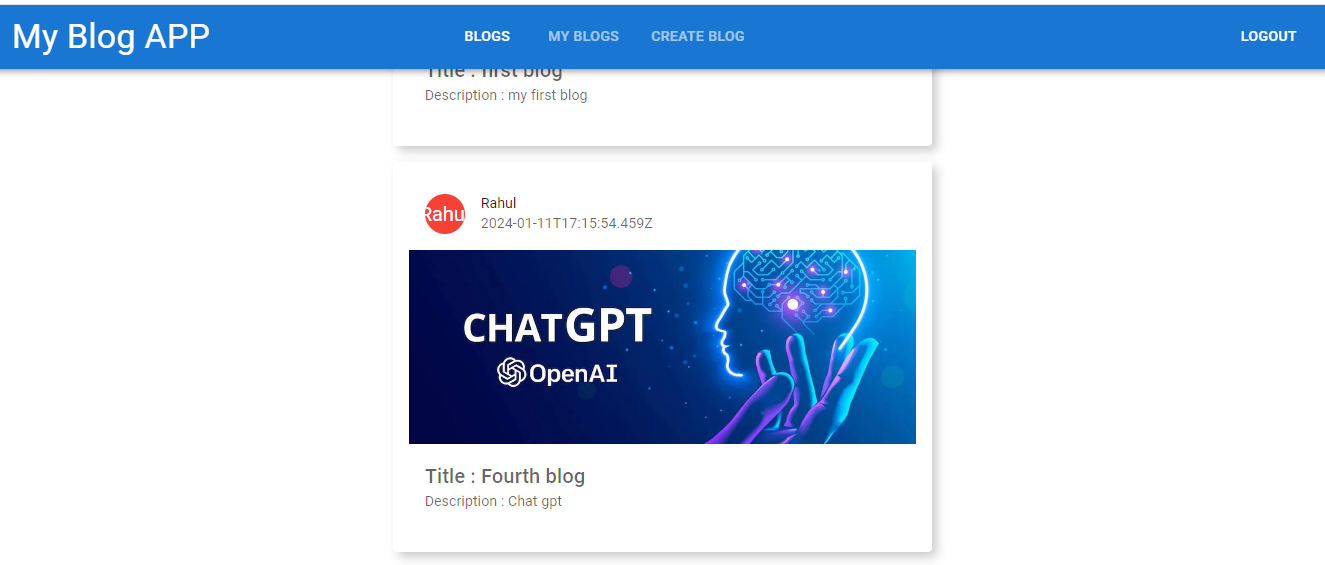 My Blog APP
BLOGS
MY BLOGS
CREATE BLOG
LOGOUT
Title : first blog
Description : my first blog
Rahu
Rahul
2024-01-11T17:15:54.459Z
CHATGPT
OpenAI
Title : Fourth blog
Description : Chat gpt